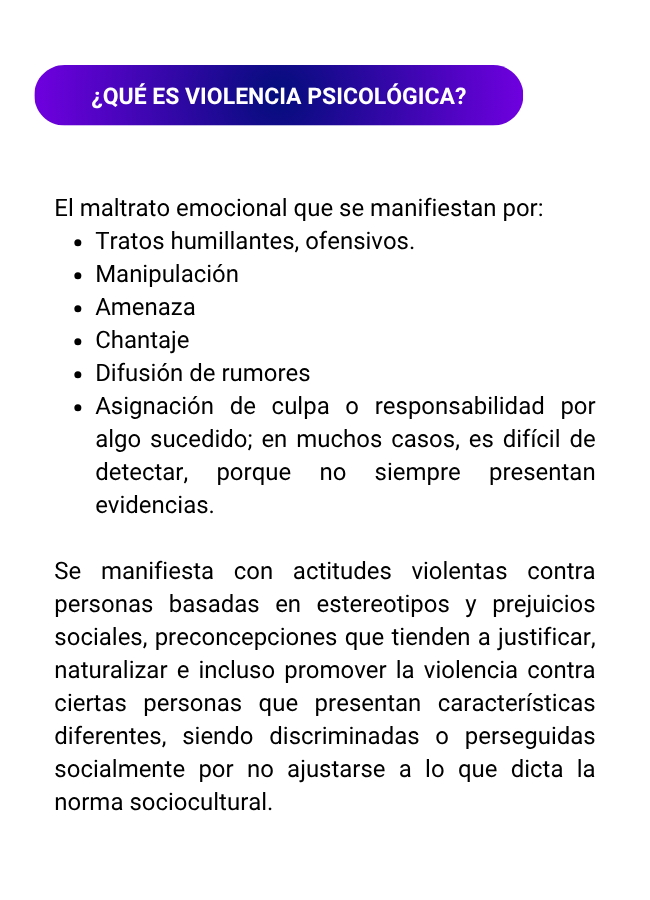 ¿QUÉ ES VIOLENCIA PSICOLÓGICA?
El maltrato emocional que se manifiestan por:
• Tratos humillantes, ofensivos.
• Manipulación
• Amenaza
• Chantaje
• Difusión de rumores
• Asignación de culpa o responsabilidad por
algo sucedido; en muchos casos, es difícil de
detectar, porque no siempre presentan
evidencias.
Se manifiesta con actitudes violentas contra
personas basadas en estereotipos y prejuicios
sociales, preconcepciones que tienden a justificar,
naturalizar e incluso promover la violencia contra
ciertas personas que presentan características
diferentes, siendo discriminadas o perseguidas
socialmente por no ajustarse a lo que dicta la
norma sociocultural.